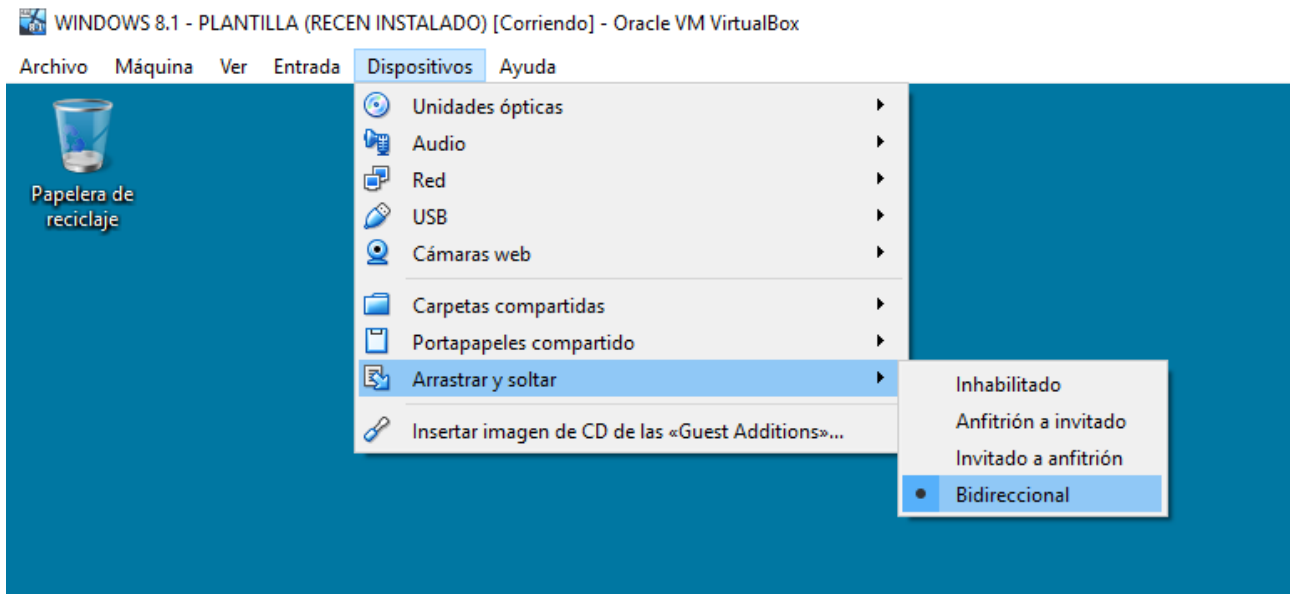 WINDOWS 8.1 - PLANTILLA (RECEN INSTALADO) [Corriendo] - Oracle VM VirtualBox
Archivo Máquina Ver Entrada Dispositivos Ayuda
Papelera de
reciclaje
Unidades ópticas
Audio
Red
USB
Cámaras web
Carpetas compartidas
Portapapeles compartido
Arrastrar y soltar
Insertar imagen de CD de las «Guest Additions»...
Inhabilitado
Anfitrión a invitado
Invitado a anfitrión
Bidireccional